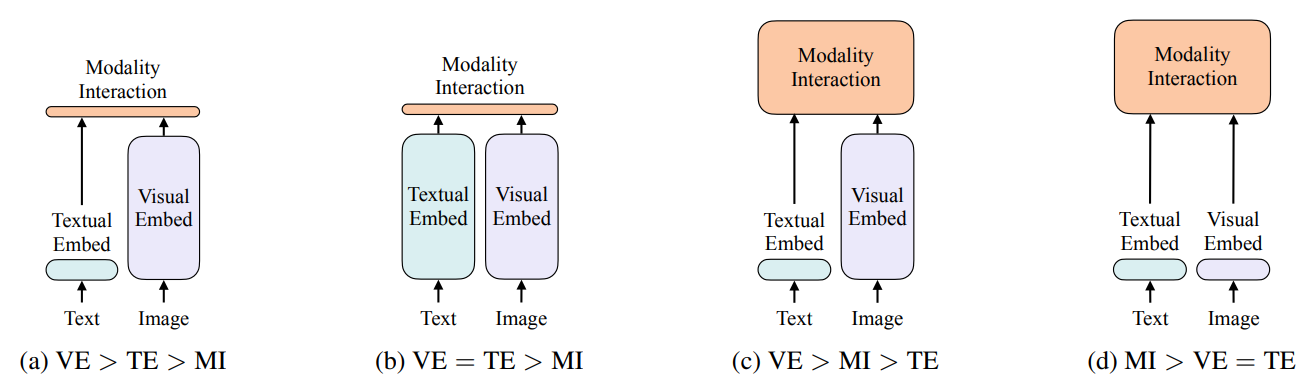 Modality
Interaction
Textual
Embed
Visual
Embed
Text
Image
(a) VE > TE > MI
Modality
Interaction
Textual
Embed
Visual
Embed
Text
Image
(b) VE = TE > MI
Modality
Interaction
Textual
Embed
Visual
Embed
Text
Image
(c) VE > MI > TE
Modality
Interaction
Textual
Embed
Visual
Embed
Text
Image
(d) MI > VE = TE